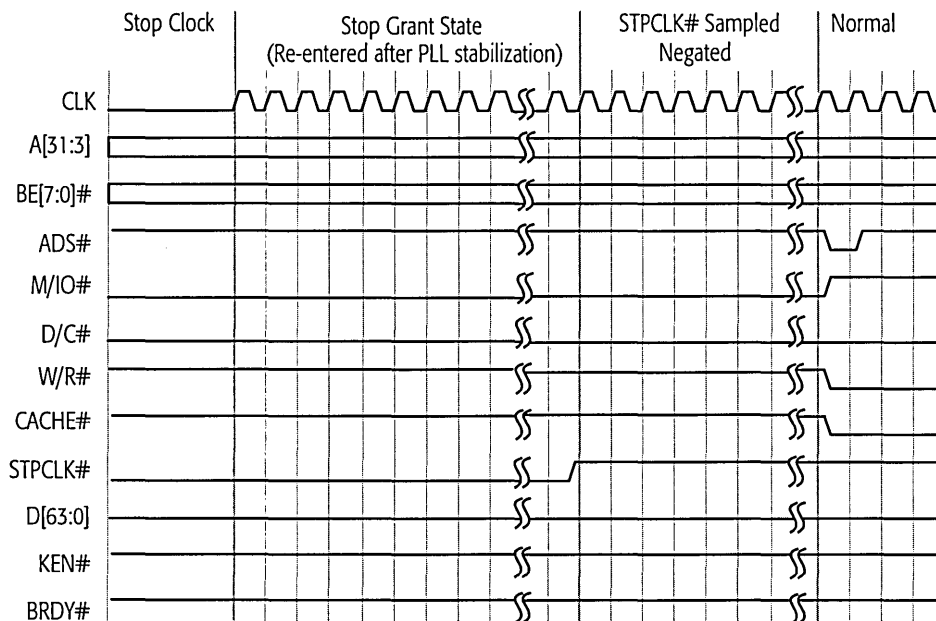 Stop Clock
Stop Grant State
(Re-entered after PLL stabilization)
STPCLK# Sampled
Negated
Normal
CLK
A[31:3]
BE[7:0]#
ADS#
M/IO#
D/C#
W/R#
CACHE#
STPCLK#
D[63:0]
KEN#
BRDY#